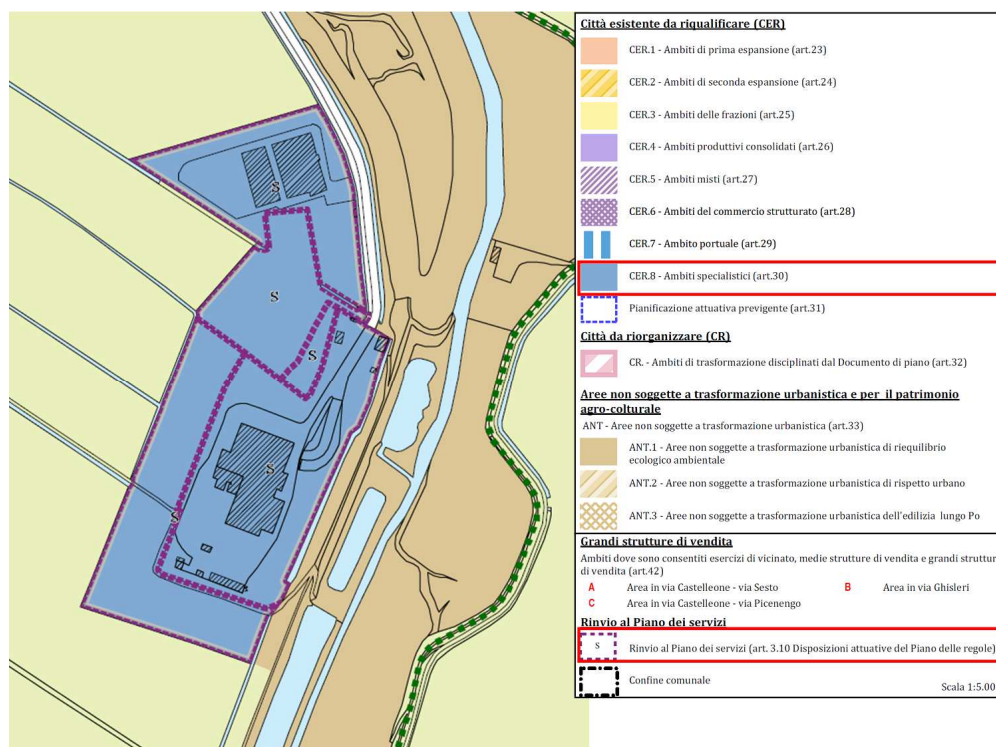 Città esistente da riqualificare (CER)
CER.1 - Ambiti di prima espansione (art.23)
CER.2 - Ambiti di seconda espansione (art.24)
CER.3 - Ambiti delle frazioni (art.25)
CER.4 - Ambiti produttivi consolidati (art.26)
CER.5 - Ambiti misti (art.27)
CER.6 - Ambiti del commercio strutturato (art.28)
CER.7 - Ambito portuale (art.29)
CER.8 - Ambiti specialistici (art.30)
Pianificazione attuativa previgente (art.31)
Città da riorganizzare (CR)
CR. - Ambiti di trasformazione disciplinati dal Documento di piano (art.32)
Aree non soggette a trasformazione urbanistica e per il patrimonio
agro-colturale
ANT - Aree non soggette a trasformazione urbanistica (art.33)
ANT.1 - Aree non soggette a trasformazione urbanistica di riequilibrio
ecologico ambientale
ANT.2 - Aree non soggette a trasformazione urbanistica di rispetto urbano
ANT.3 - Aree non soggette a trasformazione urbanistica dell'edilizia lungo Po
Grandi strutture di vendita
Ambiti dove sono consentiti esercizi di vicinato, medie strutture di vendita e grandi struttur
di vendita (art.42)
A Area in via Castelleone - via Sesto B Area in via Ghisleri
C Area in via Castelleone - via Picenengo
Rinvio al Piano dei servizi
S Rinvio al Piano dei servizi (art. 3.10 Disposizioni attuative del Piano delle regole)
Confine comunale
Scala 1:5.00
S
S
S
S
S